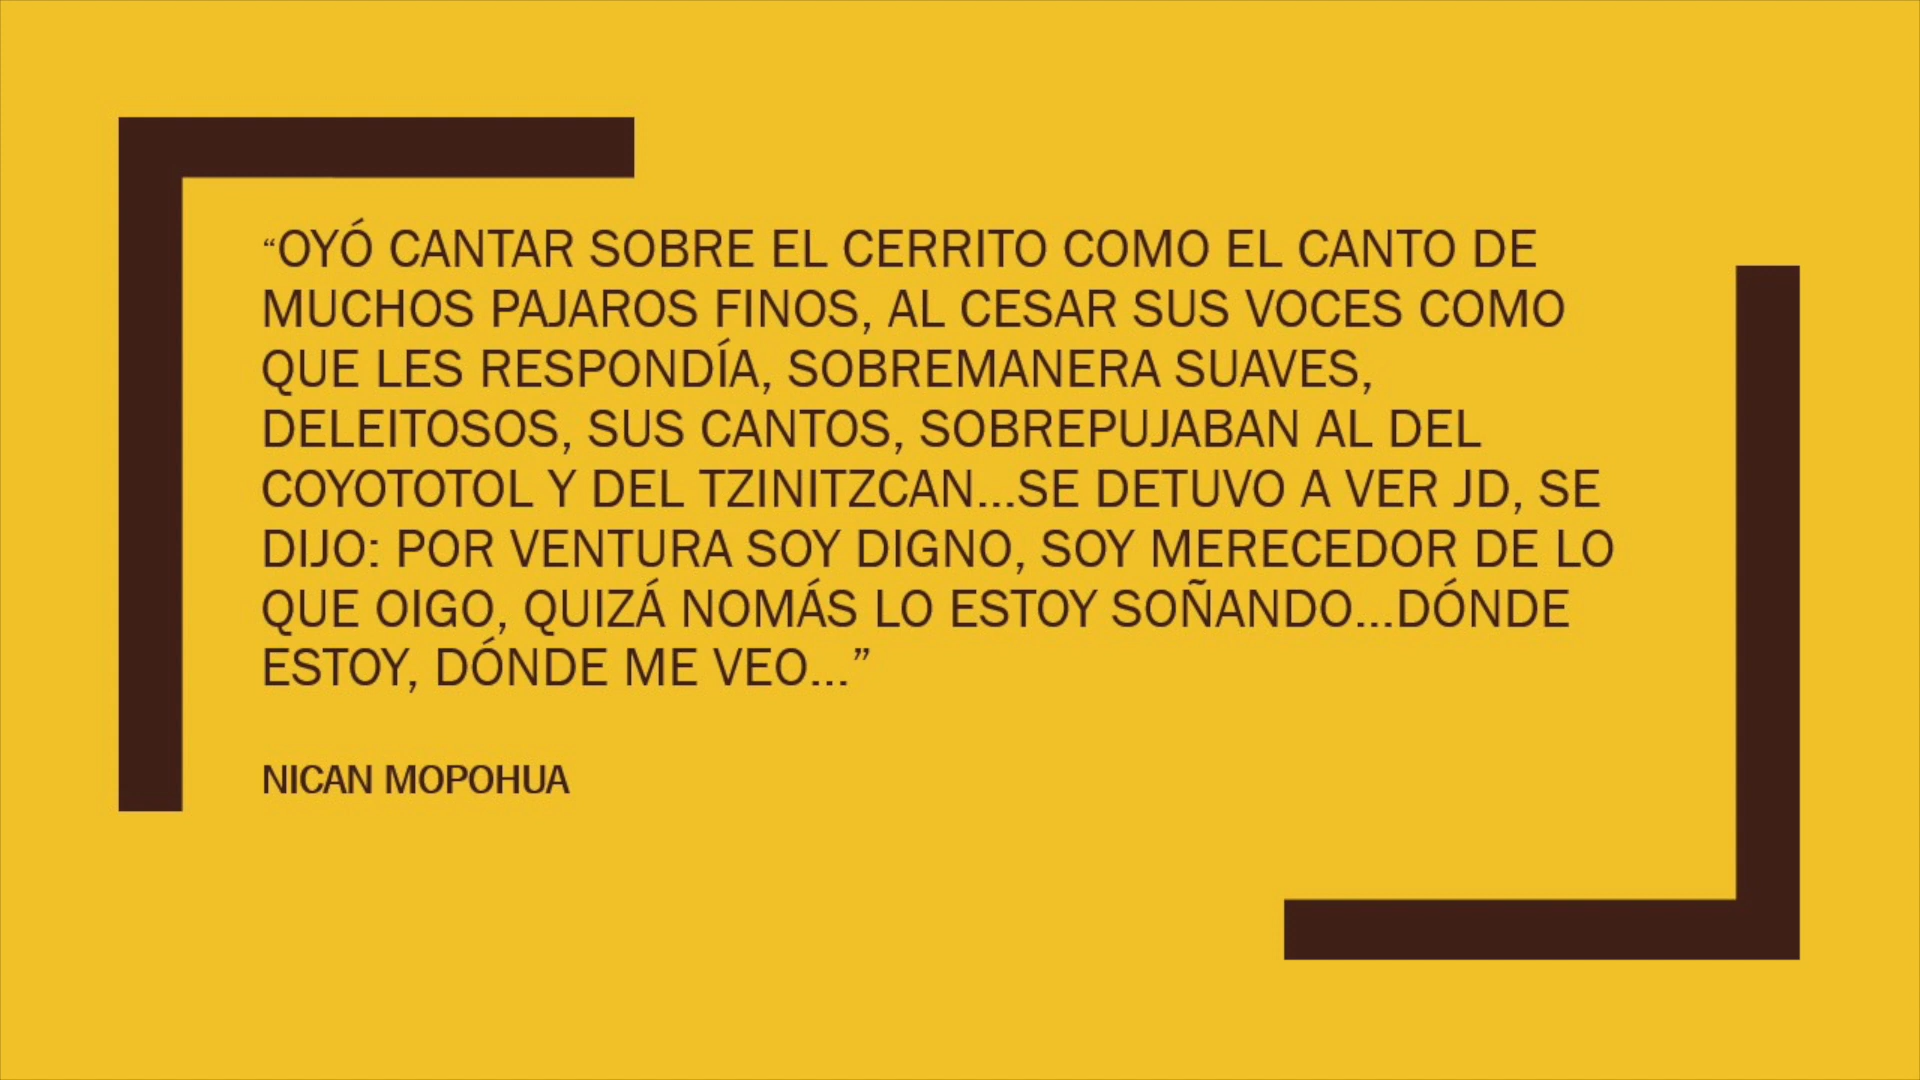 “OYÓ CANTAR SOBRE EL CERRITO COMO EL CANTO DE
MUCHOS PAJAROS FINOS, AL CESAR SUS VOCES COMO
QUE LES RESPONDÍA, SOBREMANERA SUAVES,
DELEITOSOS, SUS CANTOS, SOBREPUJABAN AL DEL
COYOTOTOL Y DEL TZINITZCAN...SE DETUVO A VER JD, SE
DIJO: POR VENTURA SOY DIGNO, SOY MERECEDOR DE LO
QUE OIGO, QUIZÁ NOMÁS LO ESTOY SOÑANDO...DÓNDE
ESTOY, DÓNDE ME VEO...”
NICAN MOPOHUA